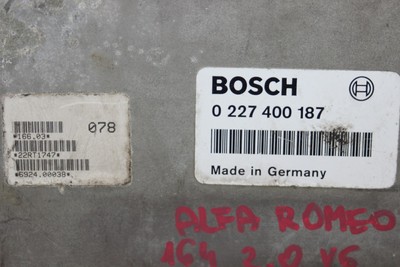 078
*166.03*
*22RT1747*
*6924.00038*
BOSCH
0 227 400 187
Made in Germany
ALFA ROMEO
164 2.0 V6